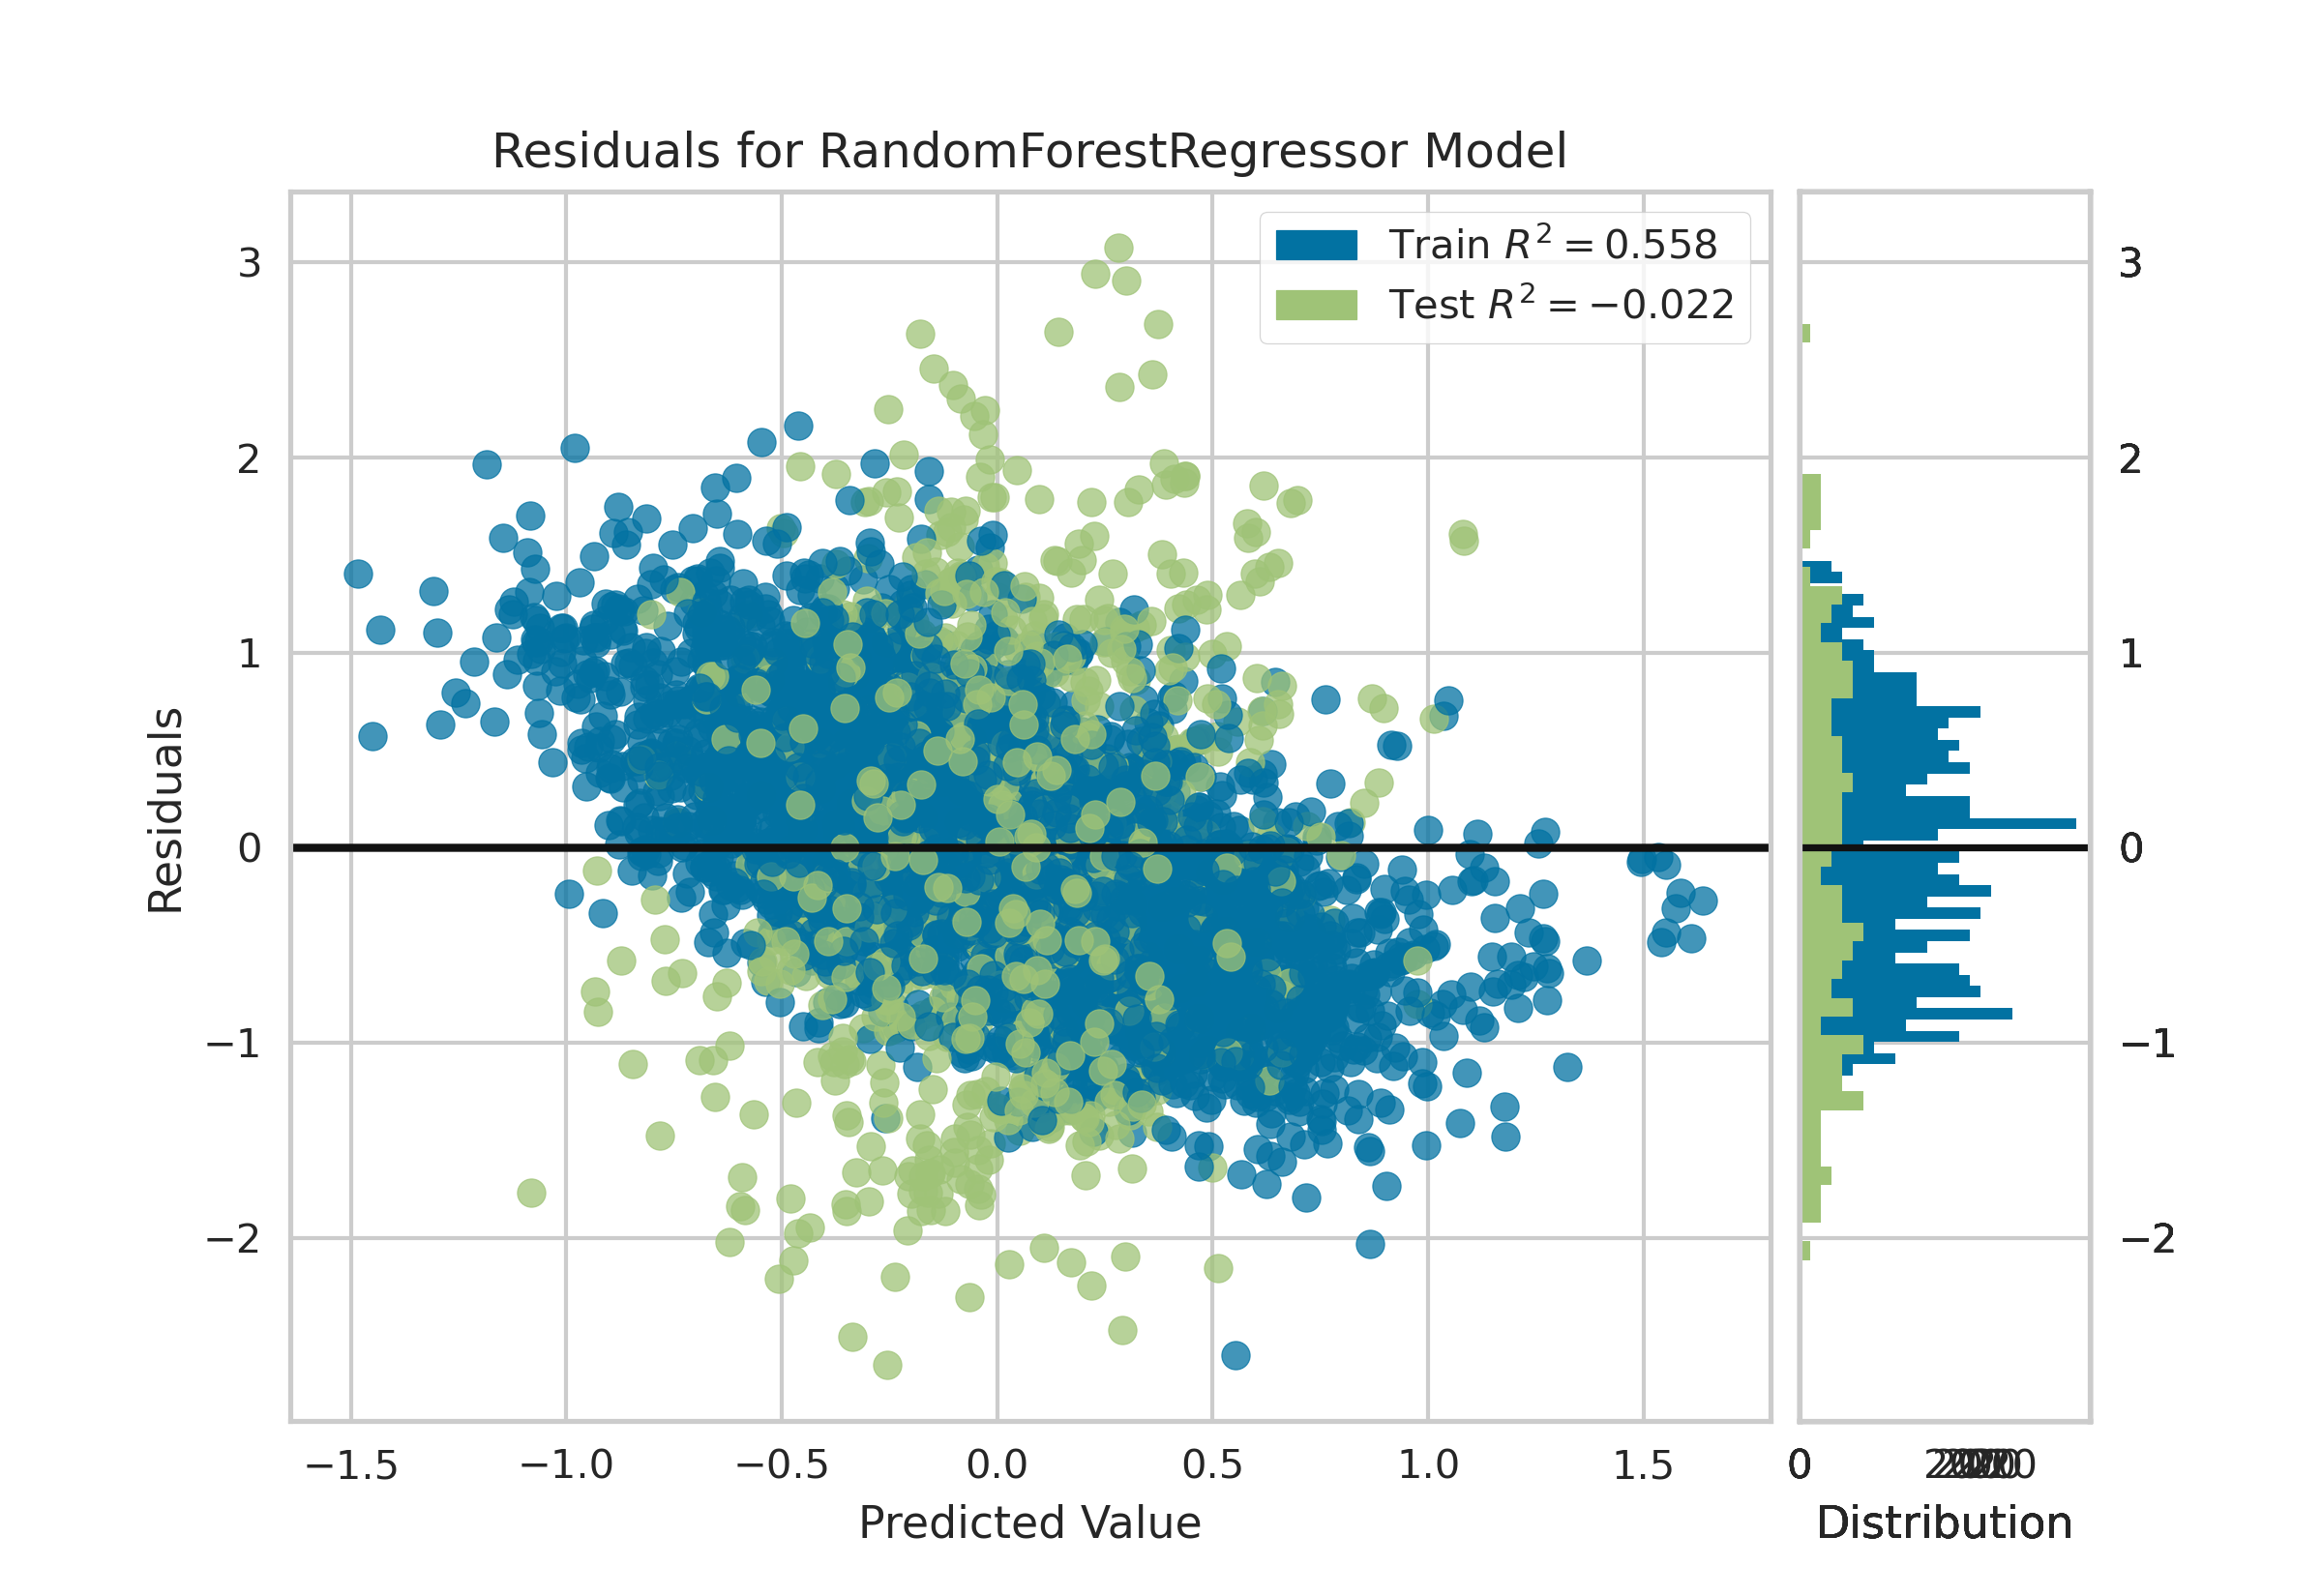 Residuals for RandomForestRegressor Model
Train R² = 0.558
Test R² = −0.022
Residuals
3
2
1
0
−1
−2
3
2
1
0
−1
−2
−1.5 −1.0 −0.5 0.0 0.5 1.0 1.5
0
Predicted Value
Distribution